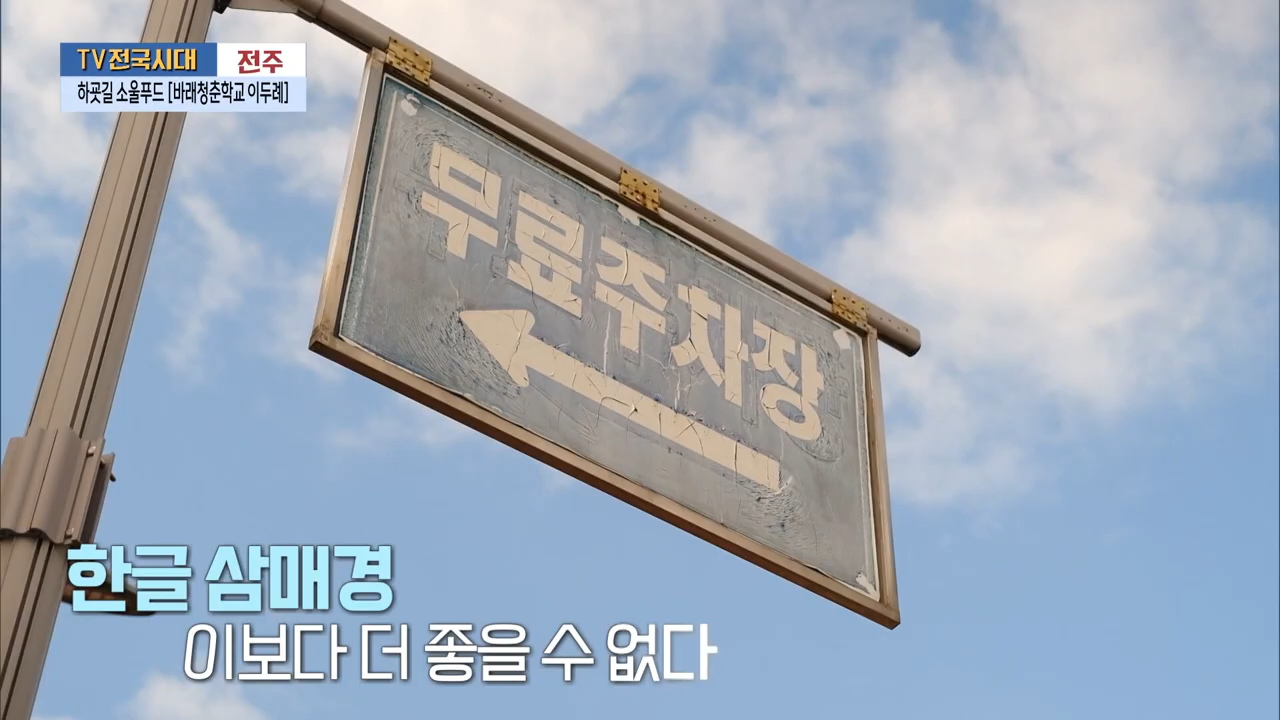 TV전국시대 전주
하굣길 소울푸드 [바래청춘학교 이두례]
무료주차장
한글 삼매경
이보다 더 좋을 수 없다